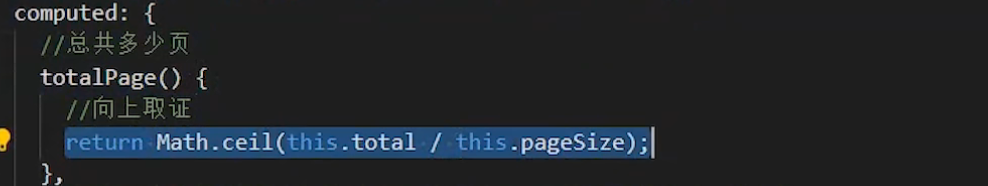 computed: {
//总共多少页
totalPage() {
//向上取证
return Math.ceil(this.total / this.pageSize);
},